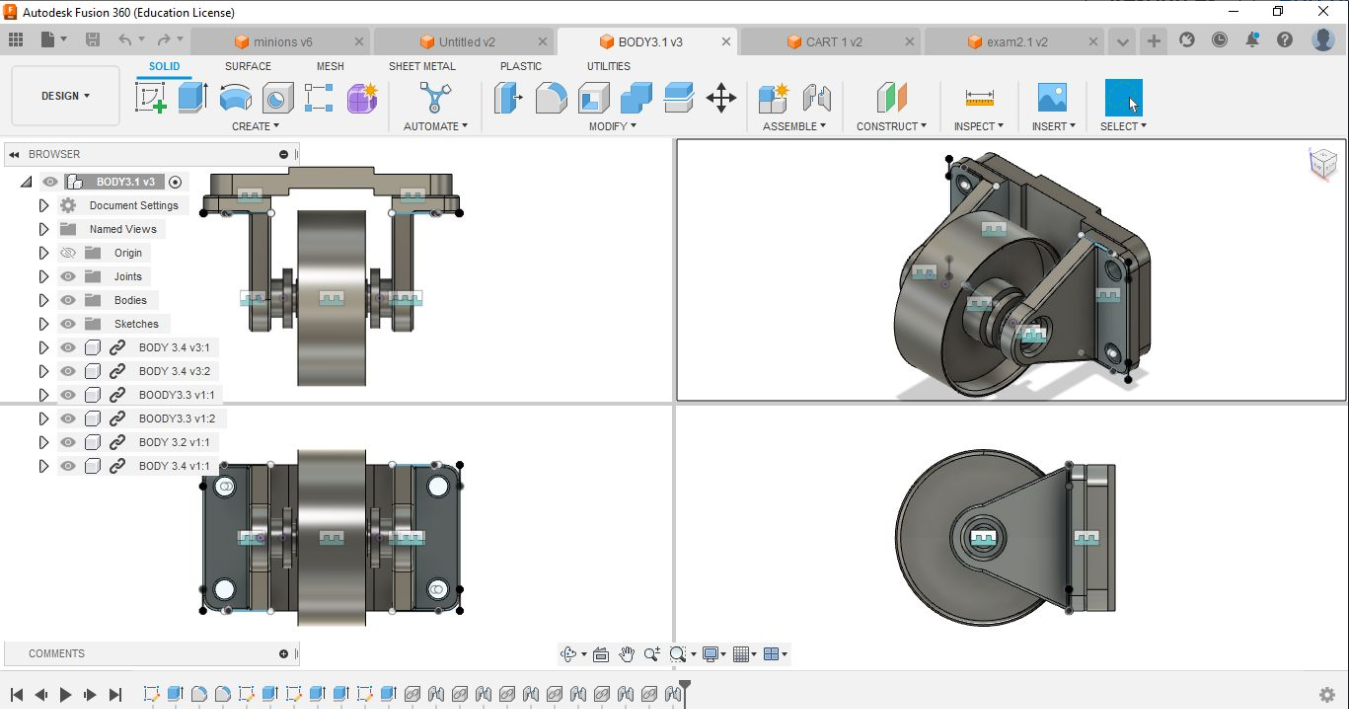 Autodesk Fusion 360 (Education License)
minions v6
Untitled v2
BODY3.1 v3
CART 1 v2
exam2.1 v2
SOLID
SURFACE
MESH
SHEET METAL
PLASTIC
UTILITIES
DESIGN
CREATE
AUTOMATE
MODIFY
ASSEMBLE
CONSTRUCT
INSPECT
INSERT
SELECT
BROWSER
BODY3.1 v3
Document Settings
Named Views
Origin
Joints
Bodies
Sketches
BODY 3.4 v3:1
BODY 3.4 v3:2
BOODY3.3 v1:1
BOODY3.3 v1:2
BODY 3.2 v1:1
BODY 3.4 v1:1
COMMENTS